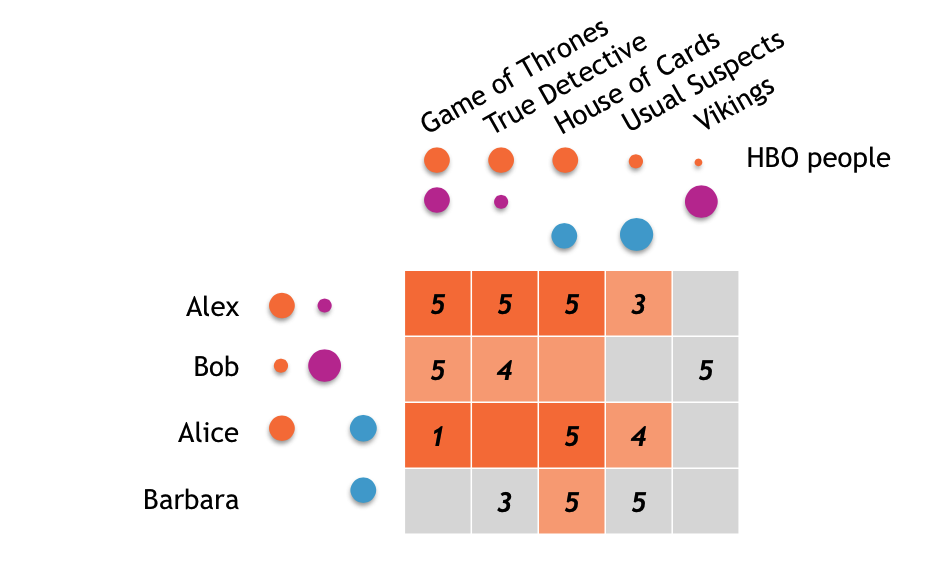 Game of Thrones
True Detective
House of Cards
Usual Suspects
Vikings
HBO people
Alex 5 5 5 3
Bob 5 4 5
Alice 1 5 4
Barbara 3 5 5